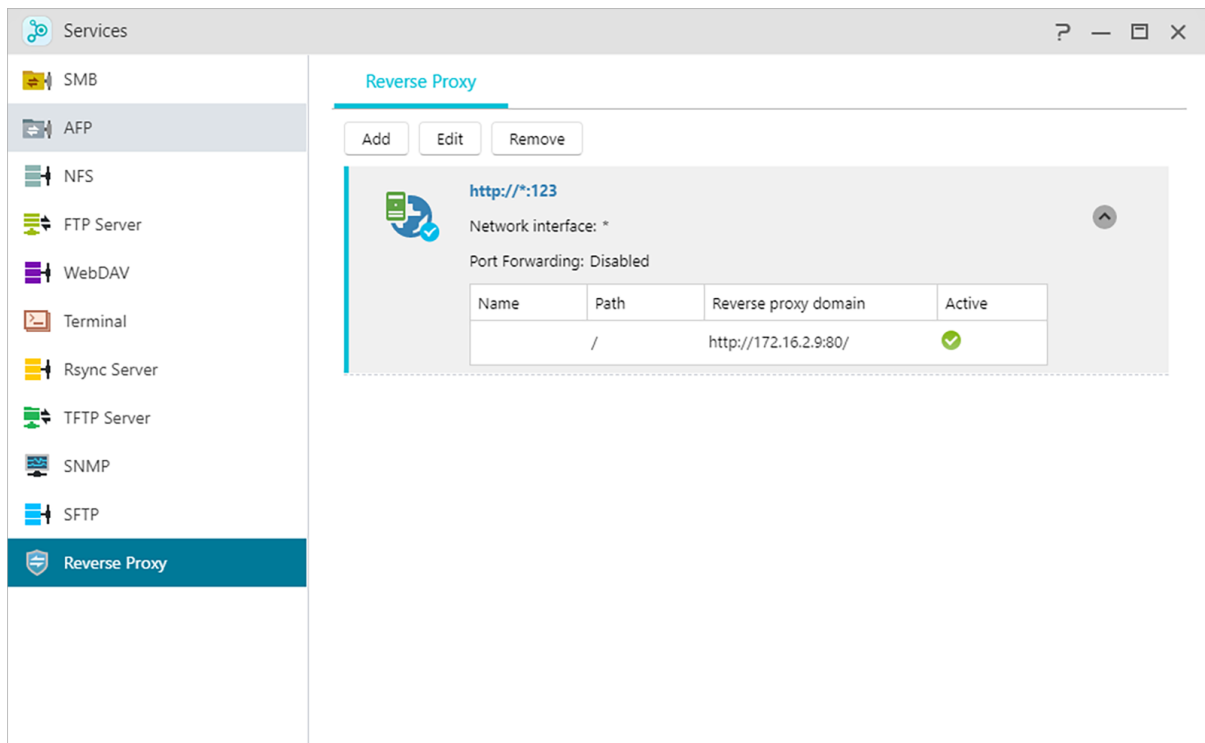 Services
SMB
AFP
NFS
FTP Server
WebDAV
Terminal
Rsync Server
TFTP Server
SNMP
SFTP
Reverse Proxy
Reverse Proxy
Add Edit Remove
http://*:123
Network interface: *
Port Forwarding: Disabled
Name Path Reverse proxy domain Active
/ http://172.16.2.9:80/